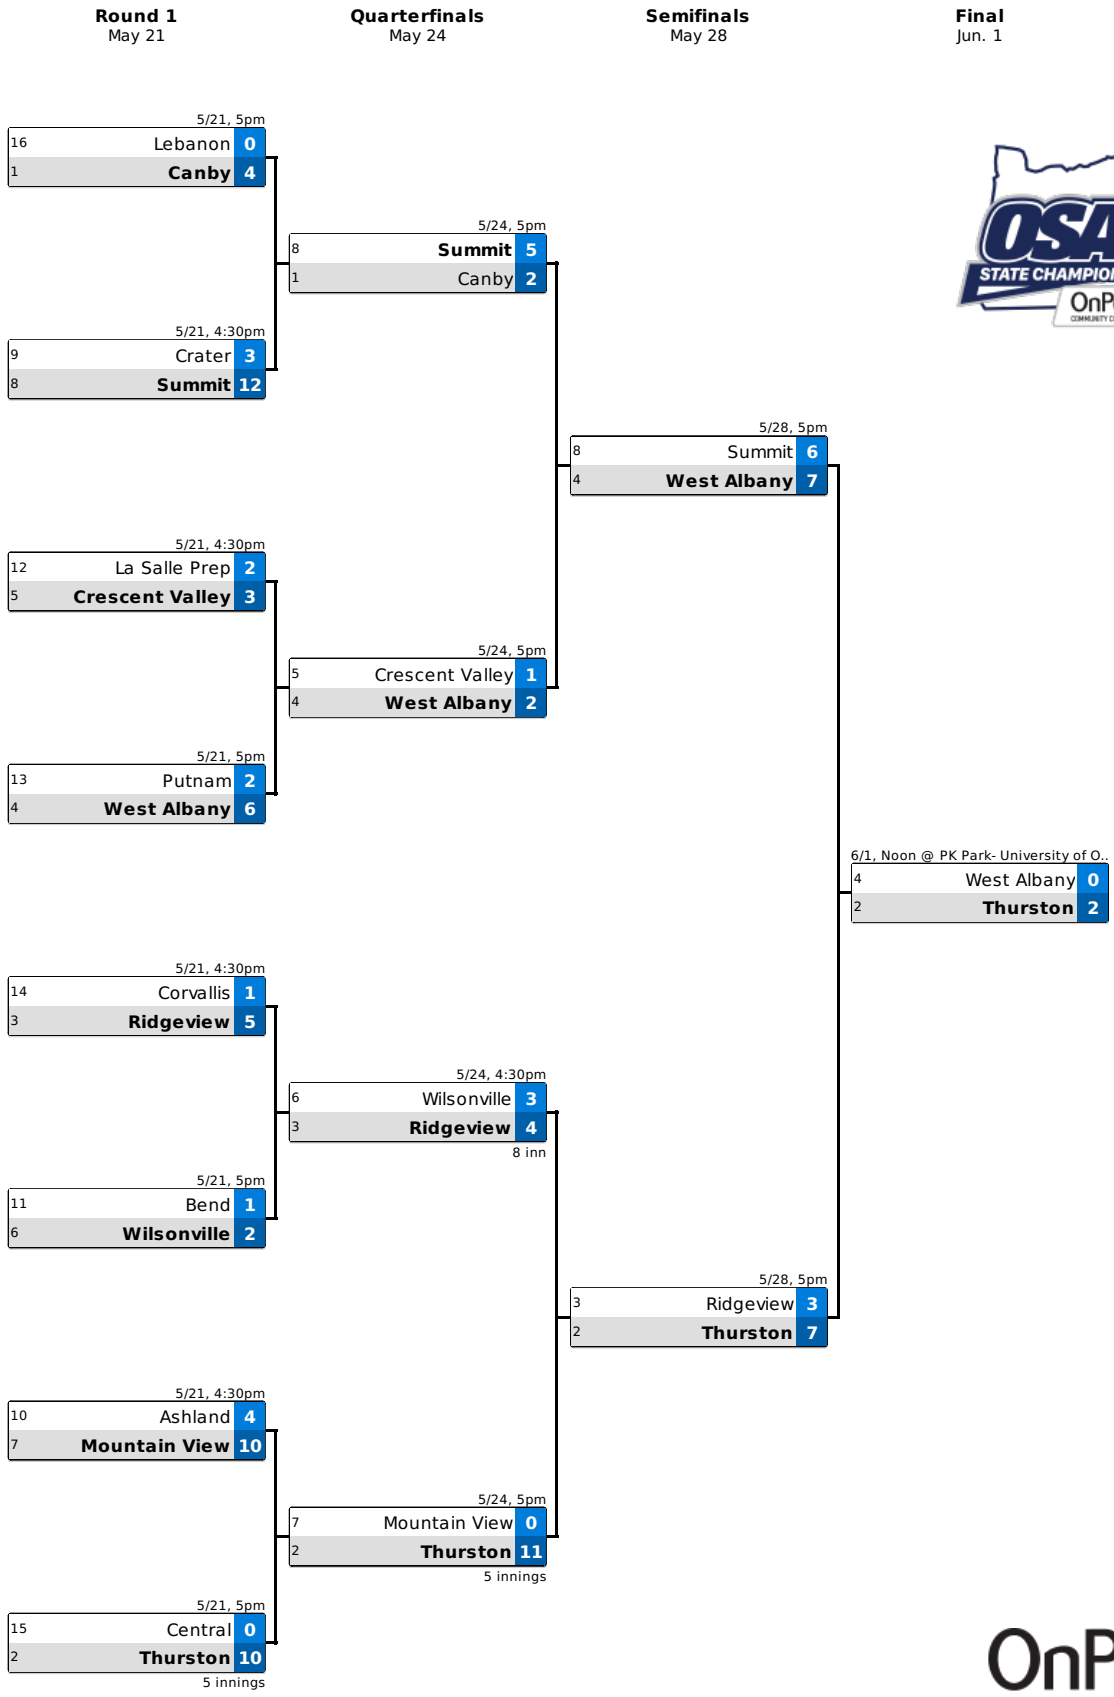 Round 1
May 21
Quarterfinals
May 24
Semifinals
May 28
Final
Jun. 1
5/21, 5pm
16 Lebanon 0
1 Canby 4
5/24, 5pm
8 Summit 5
1 Canby 2
5/21, 4:30pm
9 Crater 3
8 Summit 12
5/28, 5pm
8 Summit 6
4 West Albany 7
5/21, 4:30pm
12 La Salle Prep 2
5 Crescent Valley 3
5/24, 5pm
5 Crescent Valley 1
4 West Albany 2
5/21, 5pm
13 Putnam 2
4 West Albany 6
6/1, Noon @ PK Park- University of O..
4 West Albany 0
2 Thurston 2
5/21, 4:30pm
14 Corvallis 1
3 Ridgeview 5
5/24, 4:30pm
6 Wilsonville 3
3 Ridgeview 4
8 inn
5/21, 5pm
11 Bend 1
6 Wilsonville 2
5/28, 5pm
3 Ridgeview 3
2 Thurston 7
5/21, 4:30pm
10 Ashland 4
7 Mountain View 10
5/24, 5pm
7 Mountain View 0
2 Thurston 11
5 innings
5/21, 5pm
15 Central 0
2 Thurston 10
5 innings
OSA
STATE CHAMPION
OnP
COMMUNITY C
OnP